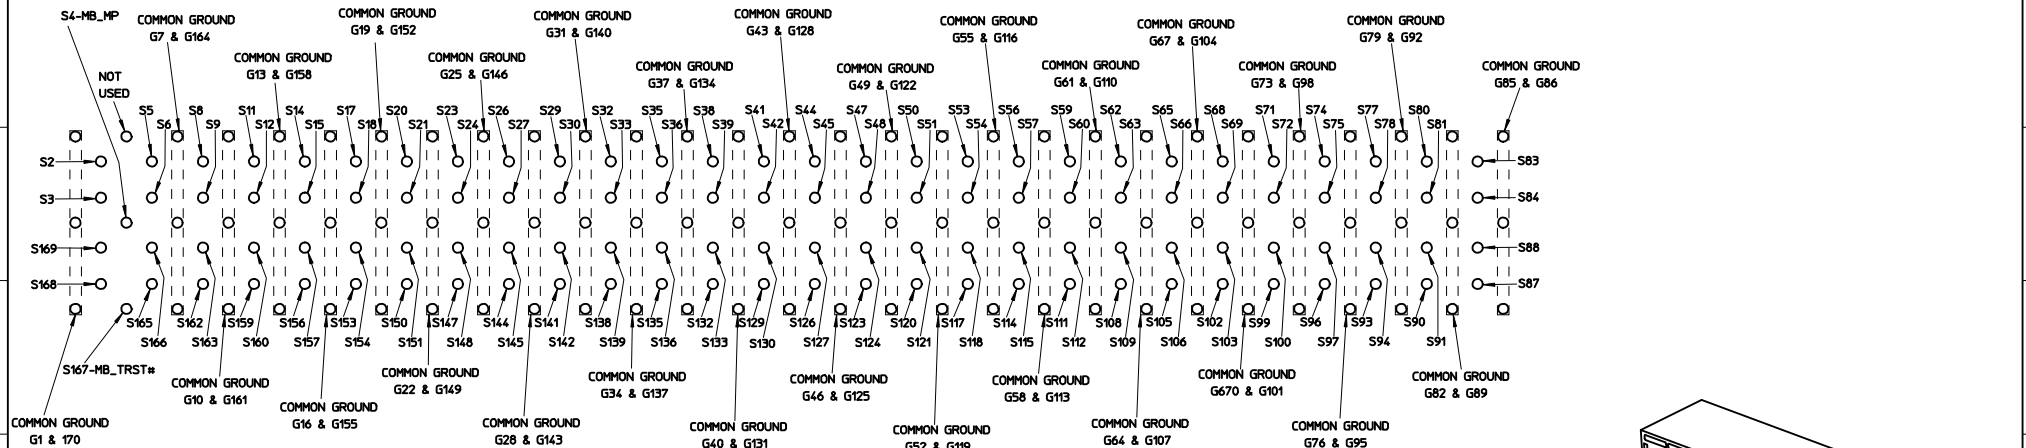 S4-MB_MP
COMMON GROUND
G7 & G164
COMMON GROUND
G19 & G152
COMMON GROUND
G31 & G140
COMMON GROUND
G43 & G128
COMMON GROUND
G55 & G116
COMMON GROUND
G67 & G104
COMMON GROUND
G79 & G92
COMMON GROUND
G13 & G158
COMMON GROUND
G25 & G146
COMMON GROUND
G37 & G134
COMMON GROUND
G49 & G122
COMMON GROUND
G61 & G110
COMMON GROUND
G73 & G98
COMMON GROUND
G85 & G86
NOT
USED
S5 S8 S11 S14 S17 S20 S23 S26 S29 S32 S35 S38 S41 S44 S47 S50 S53 S56 S59 S62 S65 S68 S71 S74 S77 S80
S6 S9 S12 S15 S18 S21 S24 S27 S30 S33 S36 S39 S42 S45 S48 S51 S54 S57 S60 S63 S66 S69 S72 S75 S78 S81
S2 S83
S3 S84
S169 S88
S168 S87
S165 S162 S159 S156 S153 S150 S147 S144 S141 S138 S135 S132 S129 S126 S123 S120 S117 S114 S111 S108 S105 S102 S99 S96 S93 S90
S166 S163 S160 S157 S154 S151 S148 S145 S142 S139 S136 S133 S130 S127 S124 S121 S118 S115 S112 S109 S106 S103 S100 S97 S94 S91
S167-MB_TRST#
COMMON GROUND
G10 & G161
COMMON GROUND
G22 & G149
COMMON GROUND
G34 & G137
COMMON GROUND
G46 & G125
COMMON GROUND
G58 & G113
COMMON GROUND
G670 & G101
COMMON GROUND
G82 & G89
COMMON GROUND
G1 & 170
COMMON GROUND
G16 & G155
COMMON GROUND
G28 & G143
COMMON GROUND
G40 & G131
COMMON GROUND
G52 & G119
COMMON GROUND
G64 & G107
COMMON GROUND
G76 & G95